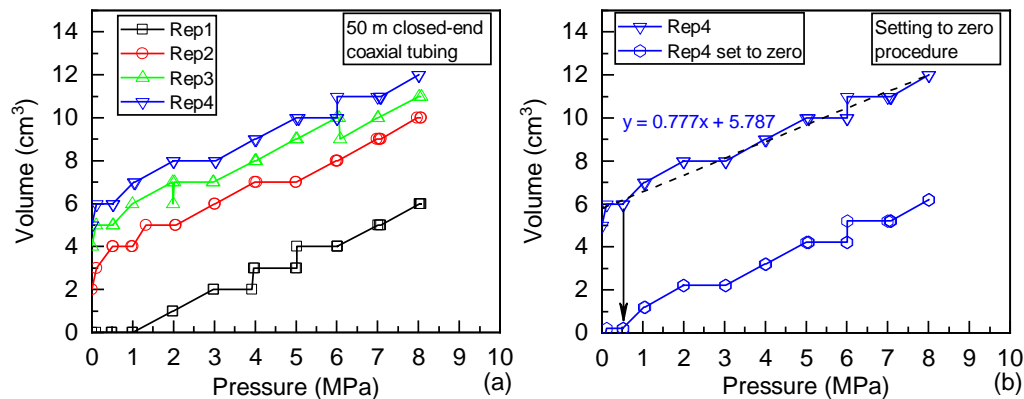 14
12
10
8
6
4
2
0
Volume (cm³)
Rep1
Rep2
Rep3
Rep4
50 m closed-end
coaxial tubing
0 1 2 3 4 5 6 7 8 9 10
Pressure (MPa)
(a)
14
12
10
8
6
4
2
0
Volume (cm³)
Rep4
Rep4 set to zero
Setting to zero
procedure
y = 0.777x + 5.787
0 1 2 3 4 5 6 7 8 9 10
Pressure (MPa)
(b)